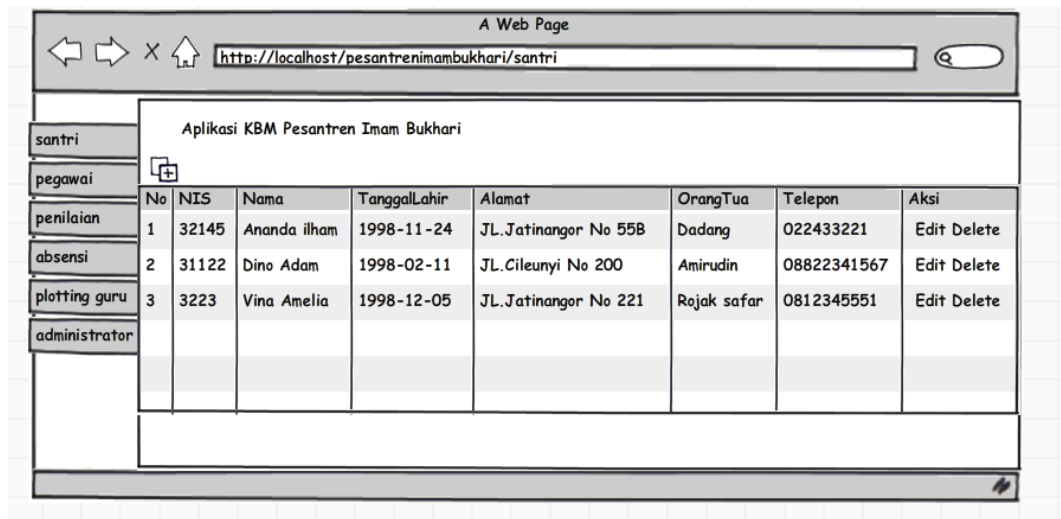 A Web Page
http://localhost/pesantrenimambukhari/santri
santri
pegawai
penilaian
absensi
plotting guru
administrator
Aplikasi KBM Pesantren Imam Bukhari
No NIS Nama TanggalLahir Alamat OrangTua Telepon Aksi
1 32145 Ananda ilham 1998-11-24 JL.Jatinangor No 55B Dadang 022433221 Edit Delete
2 31122 Dino Adam 1998-02-11 JL.Cileunyi No 200 Amirudin 08822341567 Edit Delete
3 3223 Vina Amelia 1998-12-05 JL.Jatinangor No 221 Rojak safar 0812345551 Edit Delete